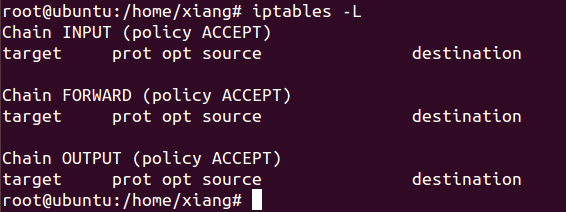 root@ubuntu:/home/xiang# iptables -L
Chain INPUT (policy ACCEPT)
target     prot opt source               destination
Chain FORWARD (policy ACCEPT)
target     prot opt source               destination
Chain OUTPUT (policy ACCEPT)
target     prot opt source               destination
root@ubuntu:/home/xiang#